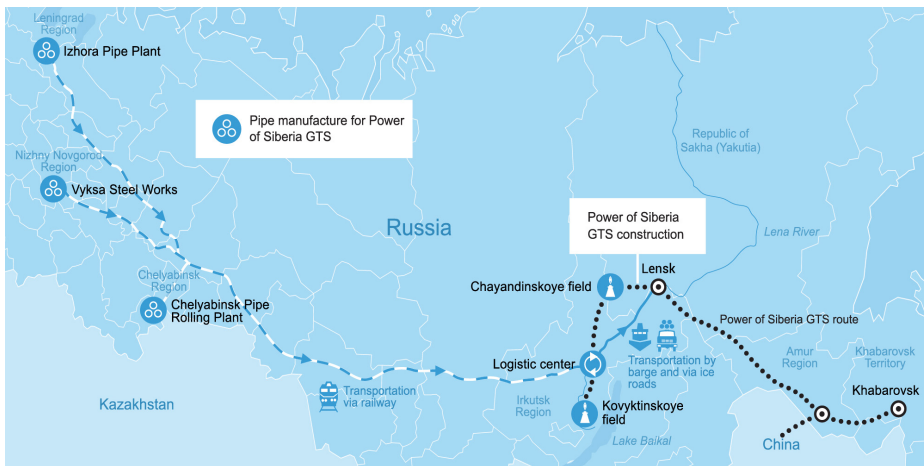 Leningrad
Region
Izhora Pipe Plant
Pipe manufacture for Power
of Siberia GTS
Republic of
Sakha (Yakutia)
Nizhny Novgorod
Region
Vyksa Steel Works
Russia
Power of Siberia
GTS construction
Lena River
Chelyabinsk
Region
Chelyabinsk Pipe
Rolling Plant
Chayandinskoye field
Lensk
Power of Siberia GTS route
Logistic center
Transportation by
barge and via ice
roads
Amur
Region
Khabarovsk
Territory
Transportation
via railway
Kazakhstan
Irkutsk
Region
Kovyktinskoye
field
Khabarovsk
Lake Baikal
China